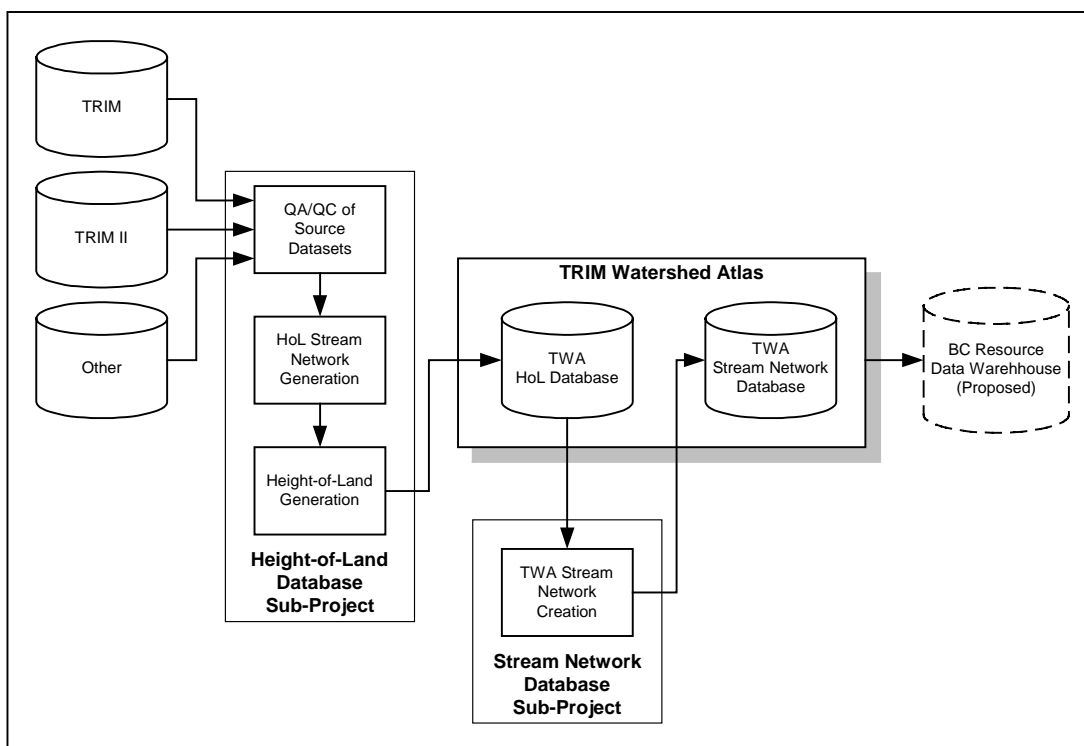 TRIM
TRIM II
Other
QA/QC of
Source
Datasets
HoL Stream
Network
Generation
Height-of-Land
Generation
Height-of-Land
Database
Sub-Project
TRIM Watershed Atlas
TWA
HoL Database
TWA
Stream Network
Database
TWA Stream
Network
Creation
Stream Network
Database
Sub-Project
BC Resource
Data Warehhouse
(Proposed)